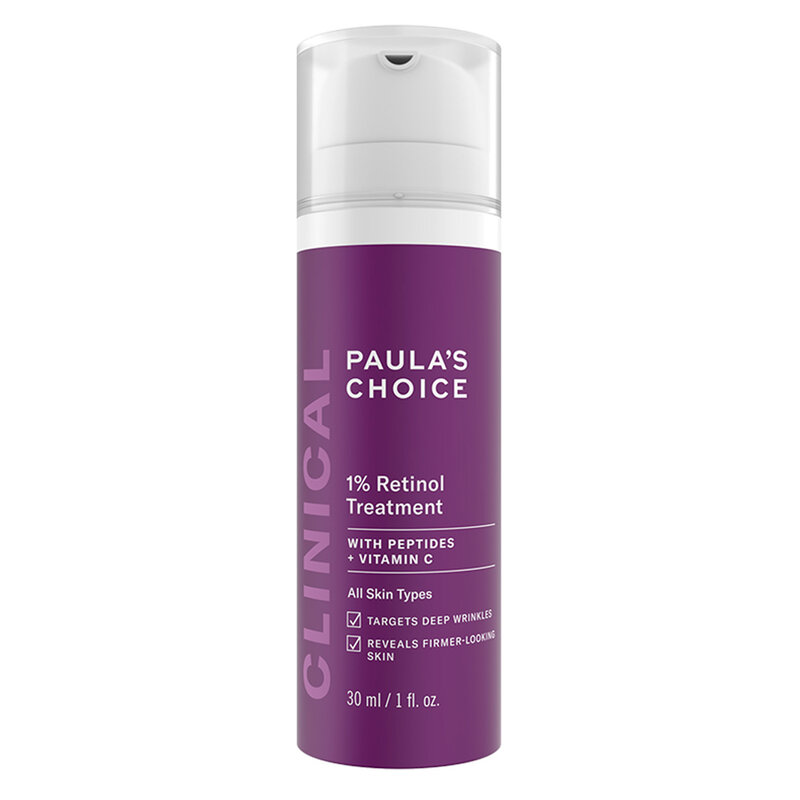 CLINICAL
PAULA'S
CHOICE
1% Retinol
Treatment
WITH PEPTIDES
+ VITAMIN C
All Skin Types
☑ TARGETS DEEP WRINKLES
☑ REVEALS FIRMER-LOOKING
SKIN
30 ml / 1 fl. oz.